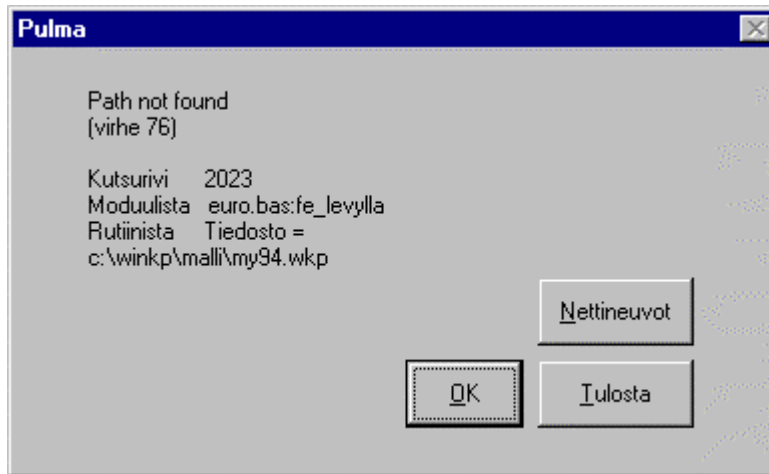 Pulma
Path not found
(virhe 76)
Kutsurivi 2023
Moduulista euro.bas:fe_levylla
Rutiinista Tiedosto =
c:\winkp\malli\my94.wkp
Nettineuvot
OK
Tulosta